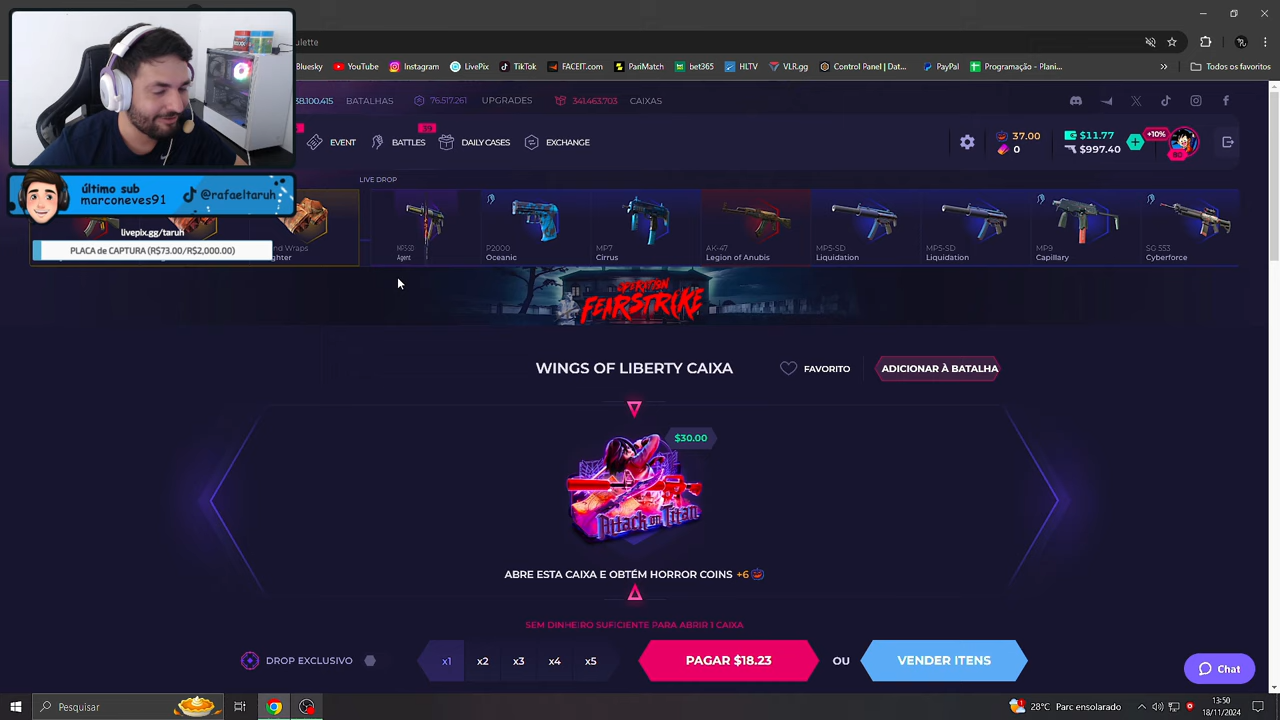 ulette
Bluesky
YouTube
Instagram
LivePix
TikTok
FACEIT.com
PaniMatch
bet365
HLTV
VLR.gg
Control Panel | Dat...
PayPal
Programação - Plani...
Todos os favoritos
38.100.415 BATALHAS
76.517.261 UPGRADES
341.463.703 CAIXAS
EVENT
BATTLES
39
DAILY CASES
EXCHANGE
37.00
0
$11.77
$997.40
+10%
LIVE DROP
último sub
marconeves91
@rafaeltaruh
livepix.gg/taruh
PLACA de CAPTURA (R$73.00/R$2,000.00)
Agent
P2000
Oceanic
MP7
Cirrus
AK-47
Legion of Anubis
MP5-SD
Liquidation
MP5-SD
Liquidation
MP9
Capillary
SG 553
Cyberforce
OPERATION
FEARSTRIKE
WINGS OF LIBERTY CAIXA
FAVORITO
ADICIONAR À BATALHA
$30.00
Attack on Titan
ABRE ESTA CAIXA E OBTÉM HORROR COINS +6
SEM DINHEIRO SUFICIENTE PARA ABRIR 1 CAIXA
DROP EXCLUSIVO
x1
x2
x3
x4
x5
PAGAR $18.23
OU
VENDER ITENS
Chat
Pesquisar
28°C Parc ensolarado
13:50
18/11/2024